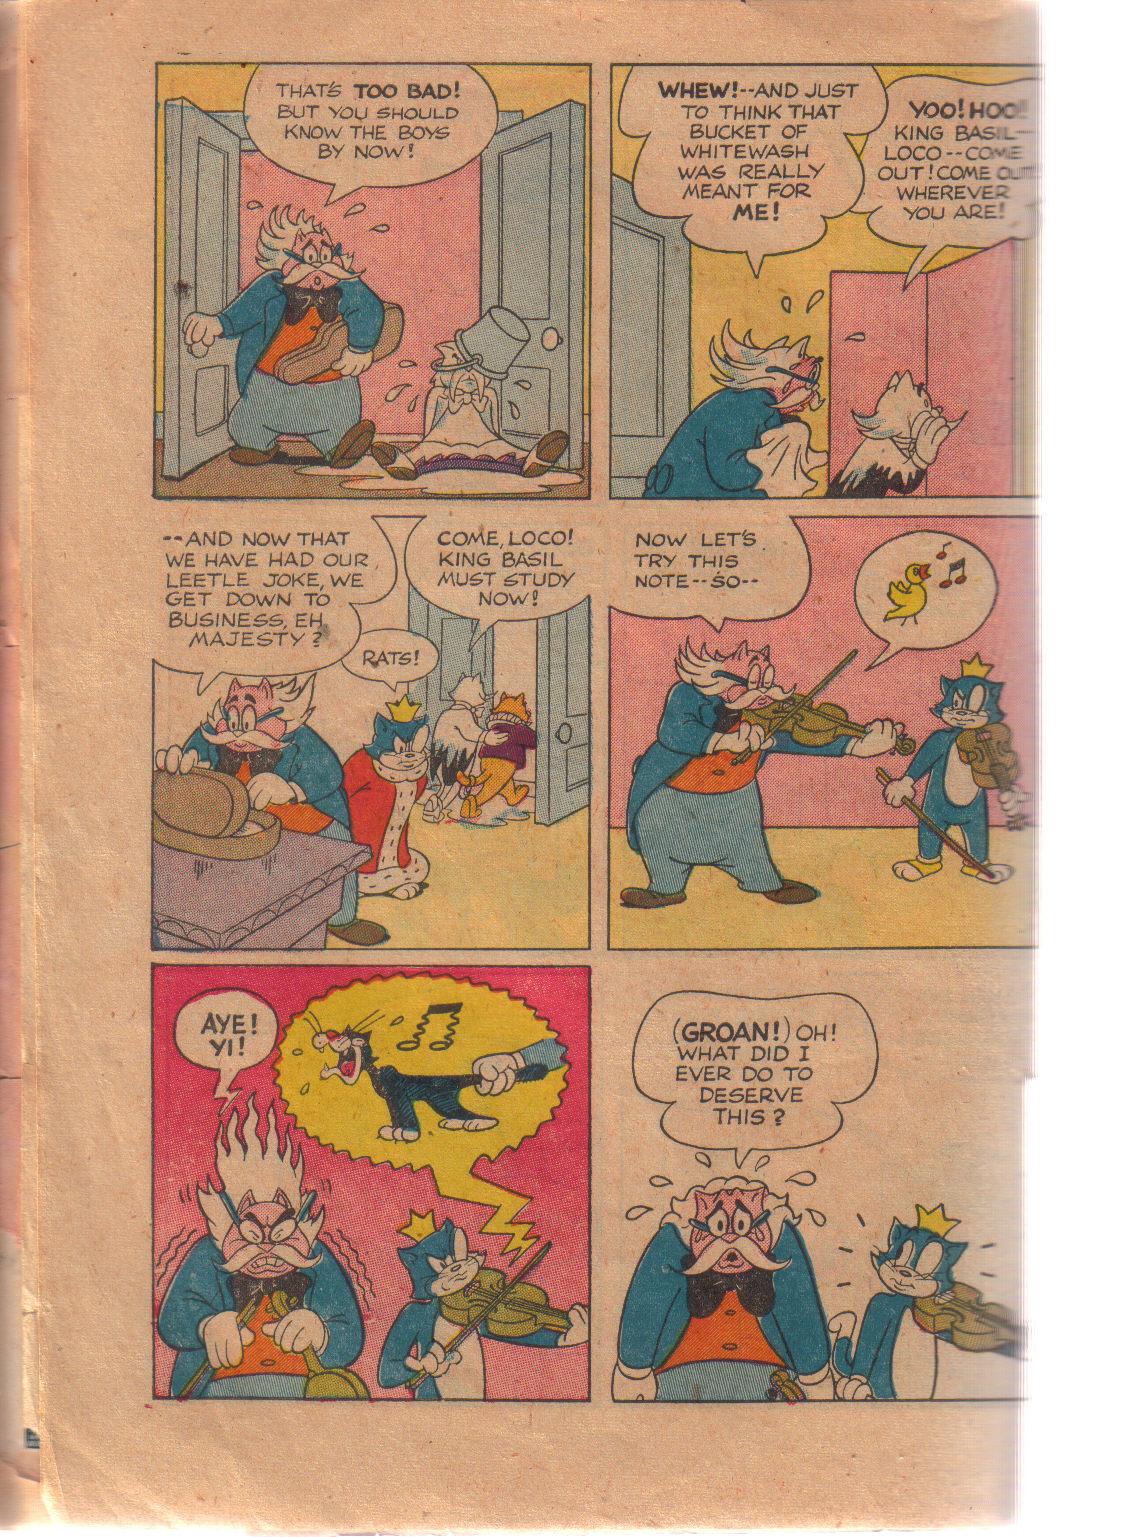 THAT'S TOO BAD!
BUT YOU SHOULD
KNOW THE BOYS
BY NOW!
WHEW!--AND JUST
TO THINK THAT
BUCKET OF
WHITEWASH
WAS REALLY
MEANT FOR
ME!
YOO! HOO!
KING BASIL--
LOCO--COME
OUT! COME OUT!
WHEREVER
YOU ARE!
--AND NOW THAT
WE HAVE HAD OUR
LEETLE JOKE, WE
GET DOWN TO
BUSINESS, EH,
MAJESTY?
RATS!
COME, LOCO!
KING BASIL
MUST STUDY
NOW!
NOW LET'S
TRY THIS
NOTE--SO--
AYE!
YI!
(GROAN!) OH!
WHAT DID I
EVER DO TO
DESERVE
THIS?